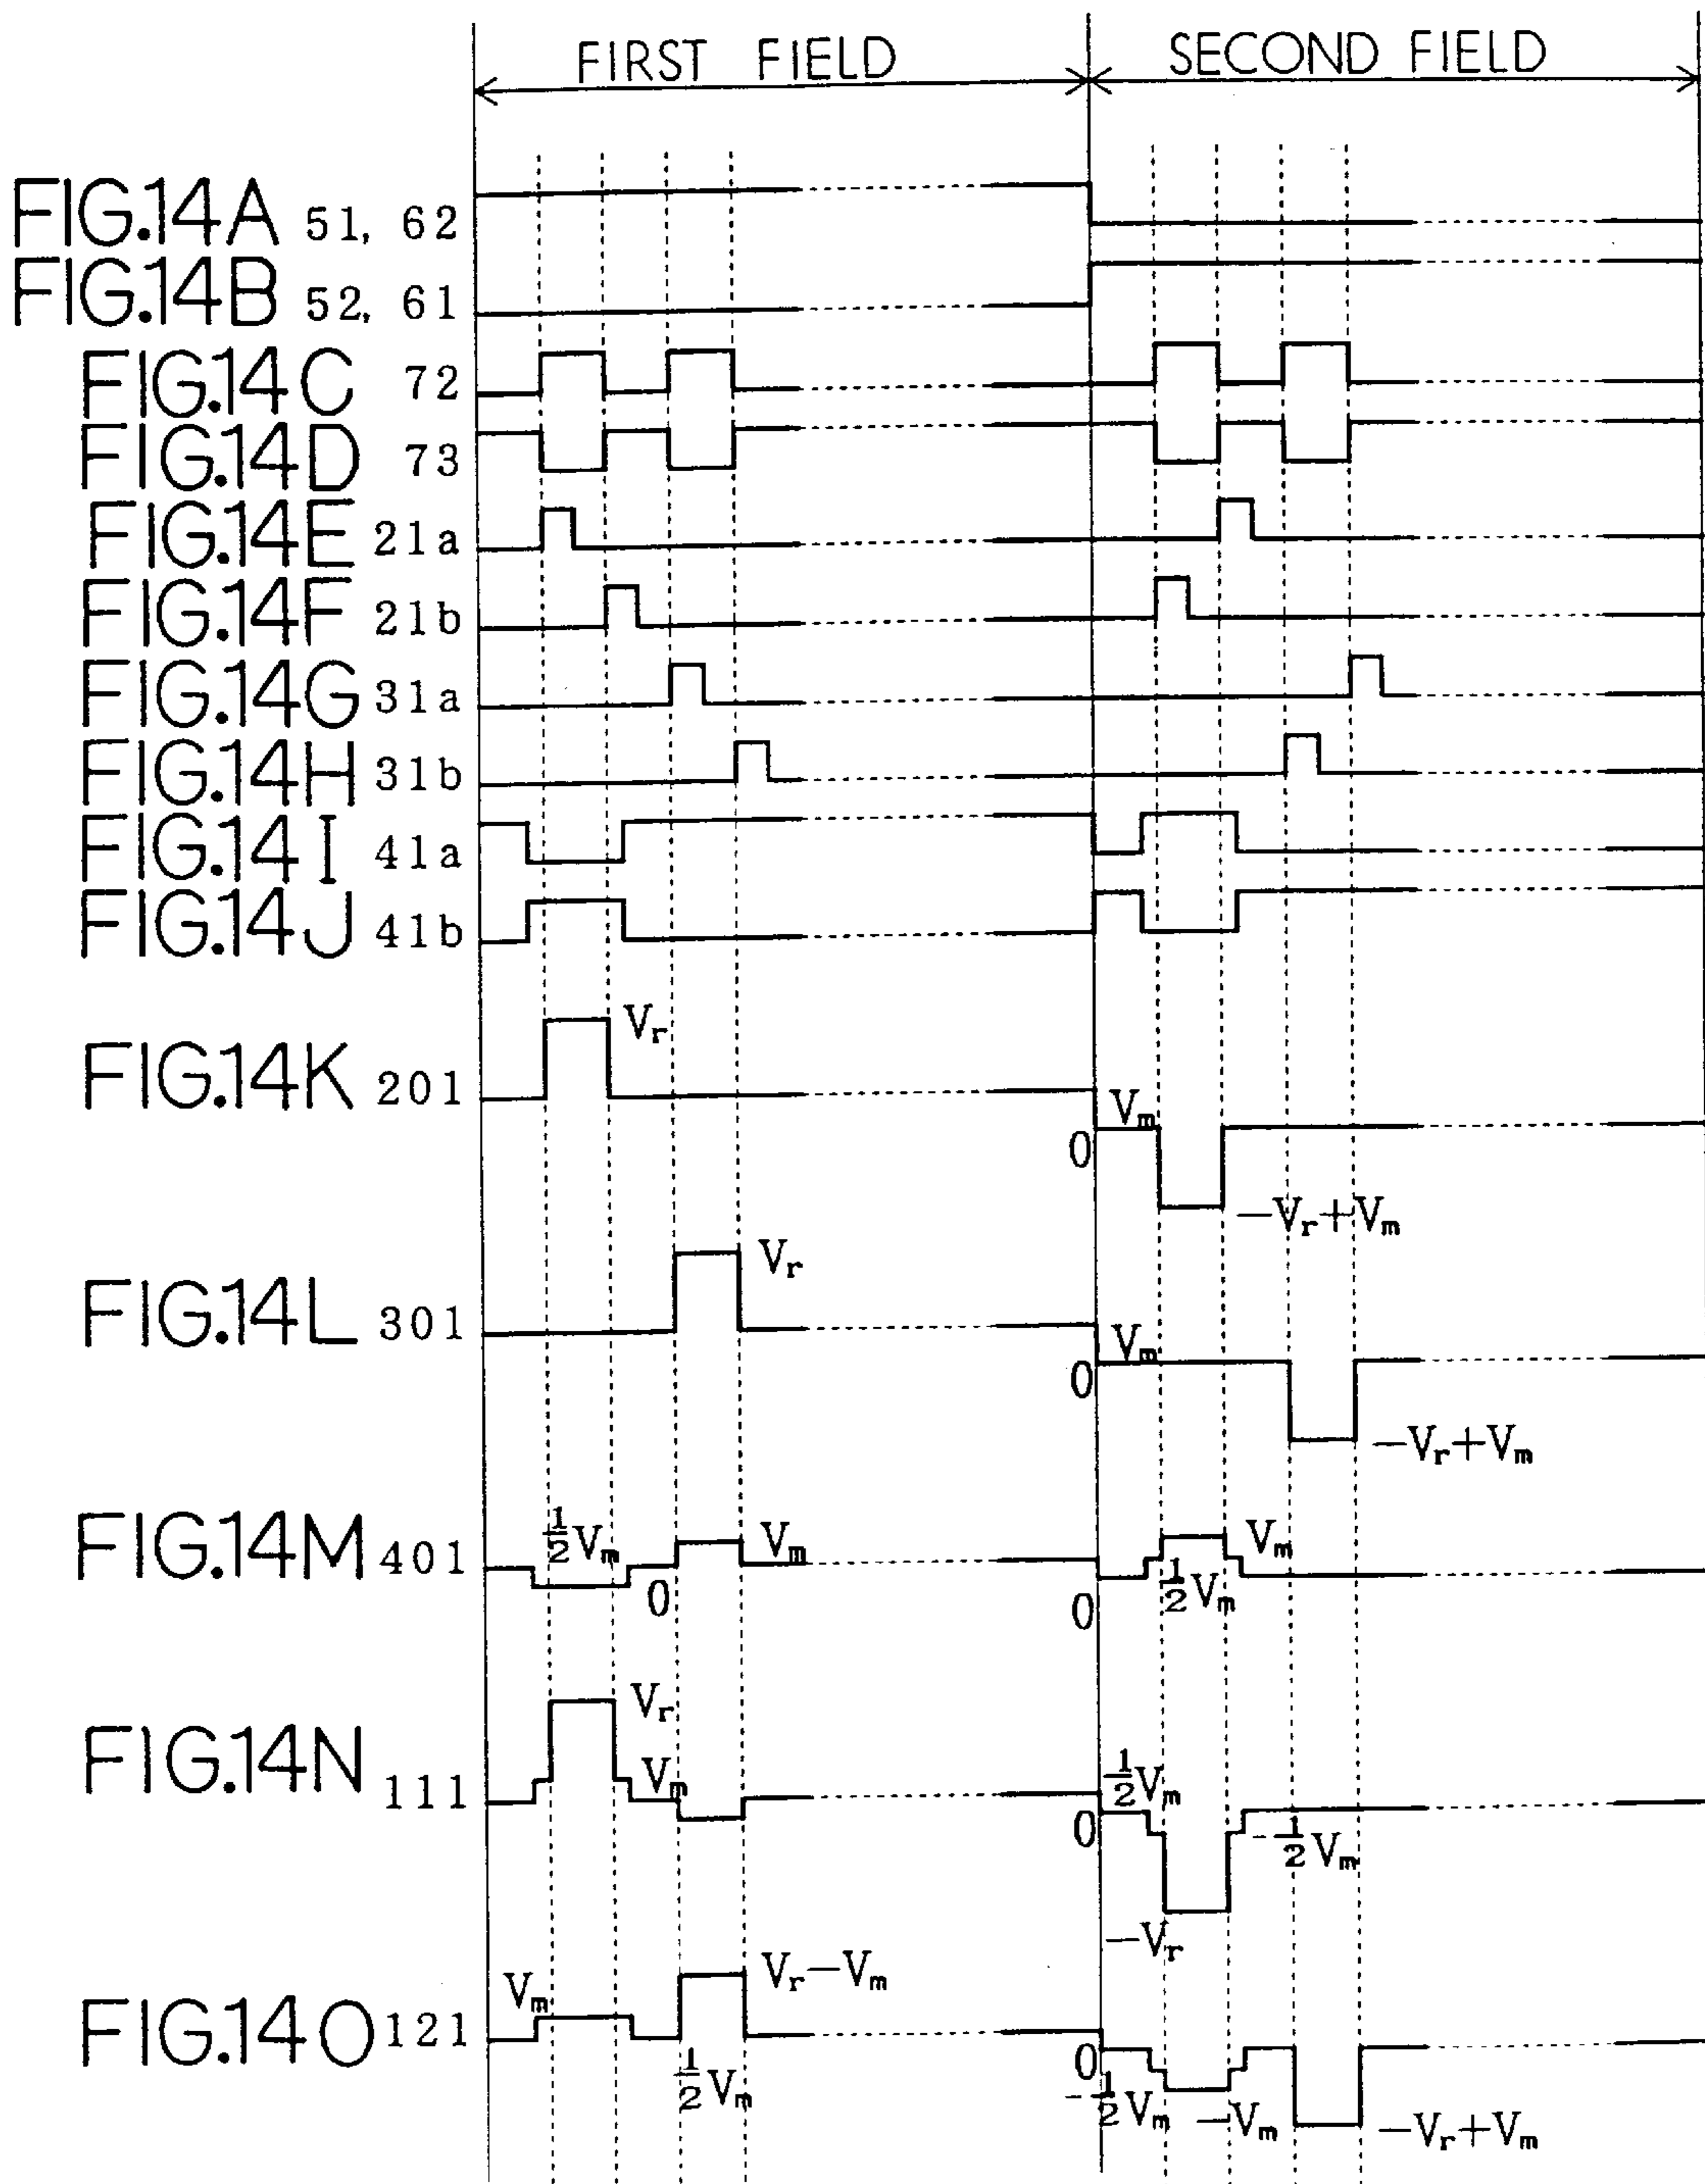 FIRST FIELD SECOND FIELD
FIG.14A 51, 62
FIG.14B 52, 61
FIG.14C 72
FIG.14D 73
FIG.14E 21a
FIG.14F 21b
FIG.14G 31a
FIG.14H 31b
FIG.14I 41a
FIG.14J 41b
FIG.14K 201 Vr Vm 0 −Vr+Vm
FIG.14L 301 Vr Vm 0 −Vr+Vm
FIG.14M 401 1/2Vm 0 Vm 0 1/2Vm Vm
FIG.14N 111 Vr Vm 1/2Vm 0 −1/2Vm −Vr
FIG.14O 121 Vm 1/2Vm Vr−Vm 0 −1/2Vm −Vm −Vr+Vm